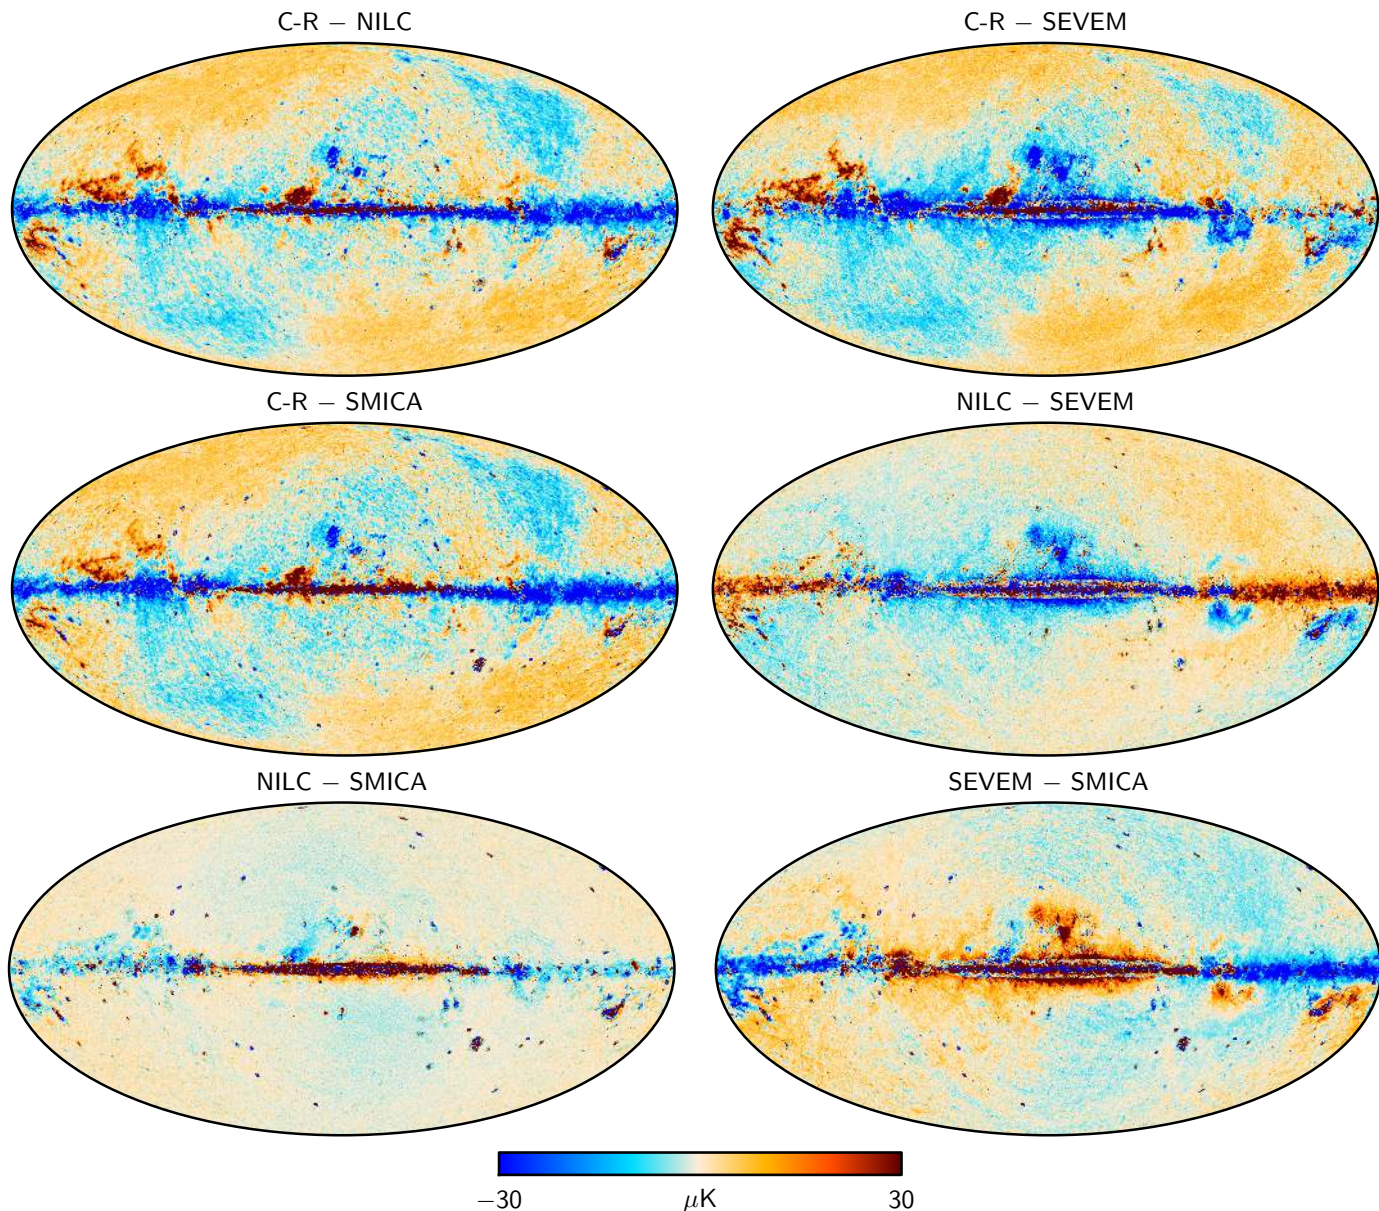 C-R − NILC
C-R − SEVEM
C-R − SMICA
NILC − SEVEM
NILC − SMICA
SEVEM − SMICA
−30 μK 30